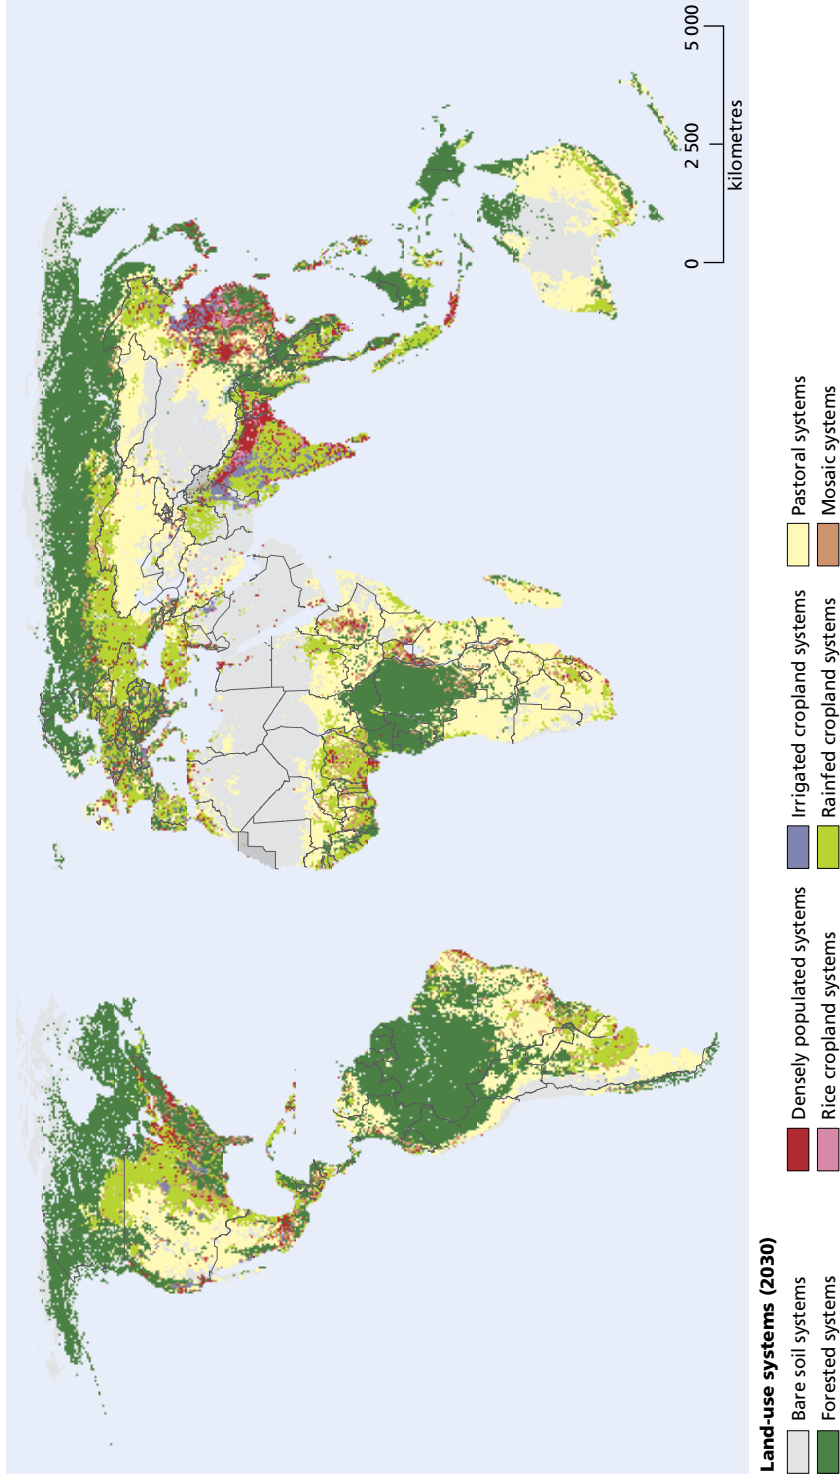 0 2 500 5 000
kilometres
Land-use systems (2030)
Bare soil systems Densely populated systems Irrigated cropland systems Pastoral systems
Forested systems Rice cropland systems Rainfed cropland systems Mosaic systems